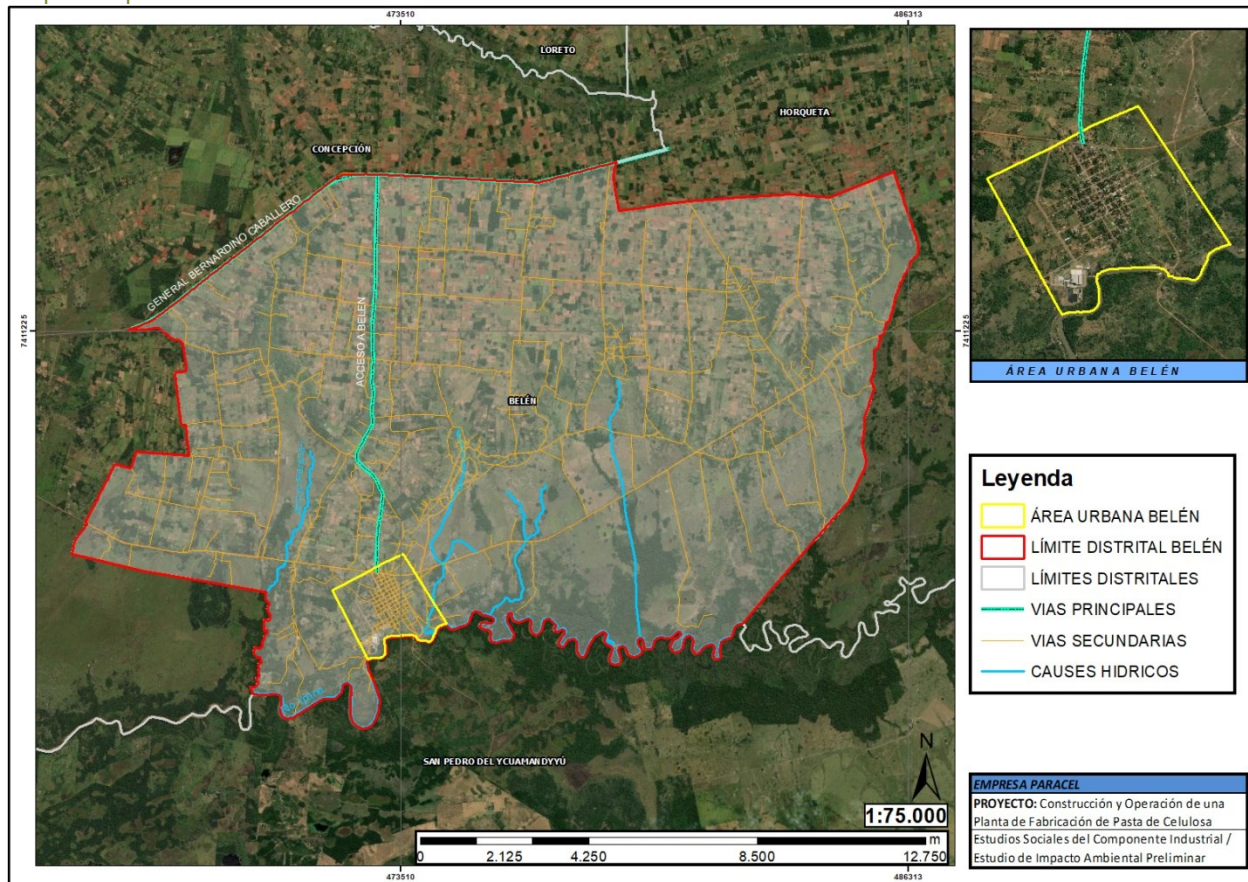 473510
486313
LORETO
HORQUETA
CONCEPCIÓN
GENERAL BERNARDINO CABALLERO
7411225
7411225
ACCESO A BELEN
BELÉN
SAN PEDRO DEL YCUAMANDYYÚ
N
1:75.000
m
0
2.125
4.250
8.500
12.750
473510
486313
ÁREA URBANA BELÉN
Leyenda
ÁREA URBANA BELÉN
LÍMITE DISTRITAL BELÉN
LÍMITES DISTRITALES
VIAS PRINCIPALES
VIAS SECUNDARIAS
CAUSES HIDRICOS
EMPRESA PARACEL
PROYECTO: Construcción y Operación de una
Planta de Fabricación de Pasta de Celulosa
Estudios Sociales del Componente Industrial /
Estudio de Impacto Ambiental Preliminar